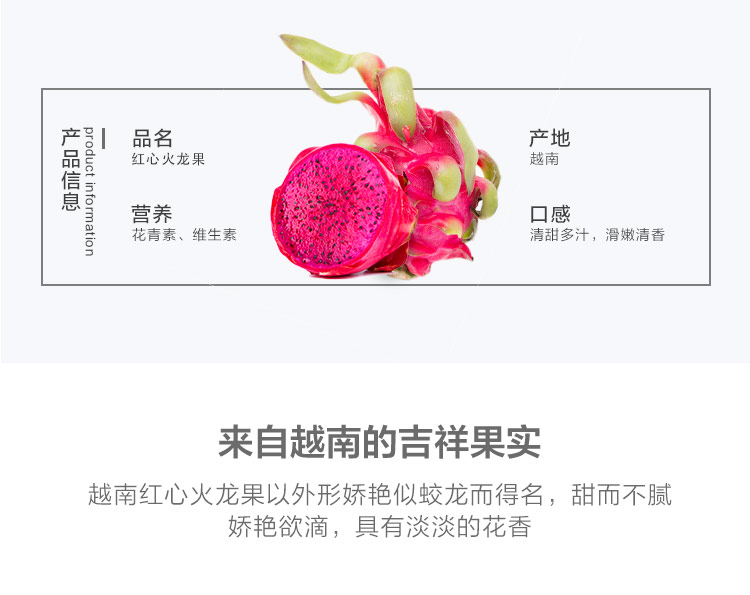 产品信息
product information
品名
红心火龙果
营养
花青素、维生素
产地
越南
口感
清甜多汁，滑嫩清香
来自越南的吉祥果实
越南红心火龙果以外形娇艳似蛟龙而得名，甜而不腻
娇艳欲滴，具有淡淡的花香